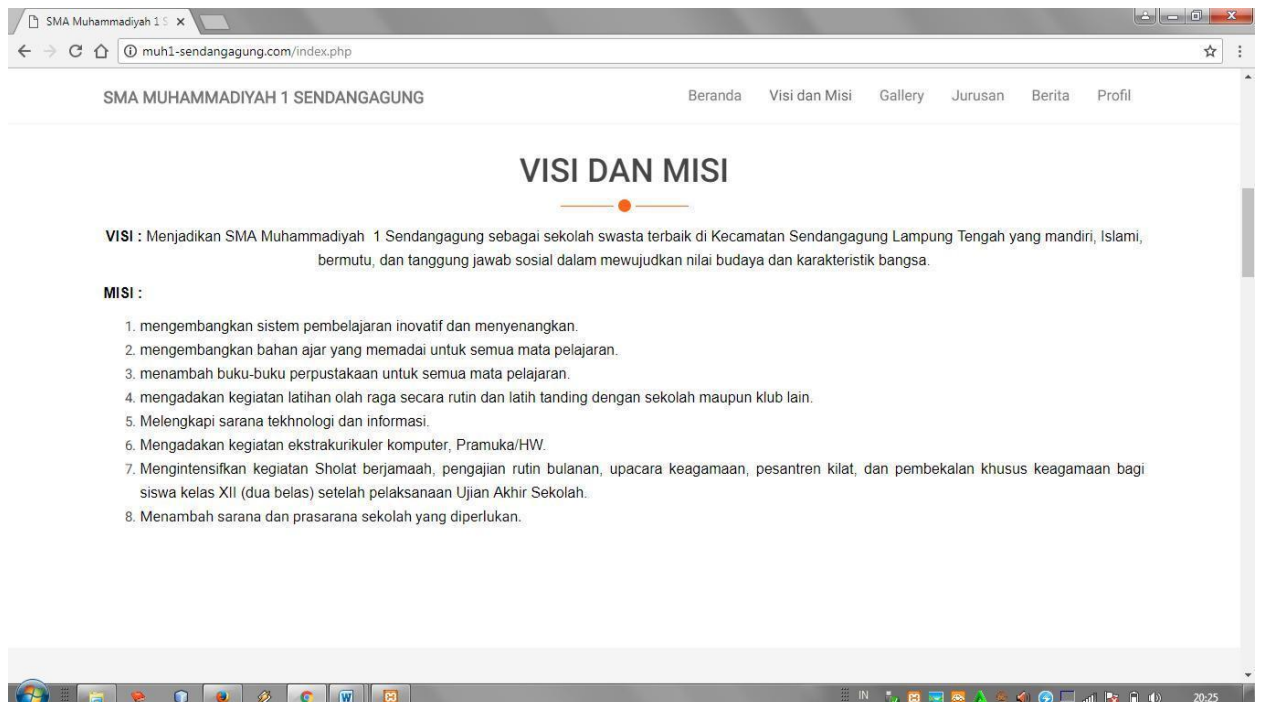 SMA Muhammadiyah 1 S
muh1-sendangagung.com/index.php
SMA MUHAMMADIYAH 1 SENDANGAGUNG
Beranda Visi dan Misi Gallery Jurusan Berita Profil
VISI DAN MISI
VISI : Menjadikan SMA Muhammadiyah 1 Sendangagung sebagai sekolah swasta terbaik di Kecamatan Sendangagung Lampung Tengah yang mandiri, Islami,
bermutu, dan tanggung jawab sosial dalam mewujudkan nilai budaya dan karakteristik bangsa.
MISI :
1. mengembangkan sistem pembelajaran inovatif dan menyenangkan.
2. mengembangkan bahan ajar yang memadai untuk semua mata pelajaran.
3. menambah buku-buku perpustakaan untuk semua mata pelajaran.
4. mengadakan kegiatan latihan olah raga secara rutin dan latih tanding dengan sekolah maupun klub lain.
5. Melengkapi sarana tekhnologi dan informasi.
6. Mengadakan kegiatan ekstrakurikuler komputer, Pramuka/HW.
7. Mengintensifkan kegiatan Sholat berjamaah, pengajian rutin bulanan, upacara keagamaan, pesantren kilat, dan pembekalan khusus keagamaan bagi
siswa kelas XII (dua belas) setelah pelaksanaan Ujian Akhir Sekolah.
8. Menambah sarana dan prasarana sekolah yang diperlukan.
IN 20:25